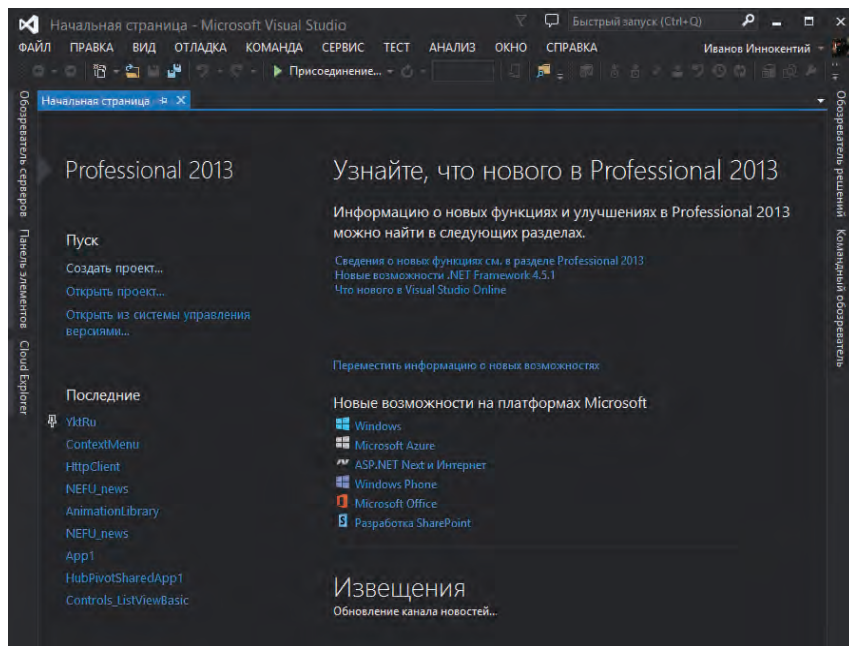 Начальная страница - Microsoft Visual Studio
Быстрый запуск (Ctrl+Q)
ФАЙЛ ПРАВКА ВИД ОТЛАДКА КОМАНДА СЕРВИС ТЕСТ АНАЛИЗ ОКНО СПРАВКА
Иванов Иннокентий
Присоединение...
Начальная страница
Обозреватель серверов
Панель элементов
Cloud Explorer
Professional 2013
Пуск
Создать проект...
Открыть проект...
Открыть из системы управления
версиями...
Последние
YktRu
ContextMenu
HttpClient
NEFU_news
AnimationLibrary
NEFU_news
App1
HubPivotSharedApp1
Controls_ListViewBasic
Узнайте, что нового в Professional 2013
Информацию о новых функциях и улучшениях в Professional 2013
можно найти в следующих разделах.
Сведения о новых функциях см. в разделе Professional 2013
Новые возможности .NET Framework 4.5.1
Что нового в Visual Studio Online
Переместить информацию о новых возможностях
Новые возможности на платформах Microsoft
Windows
Microsoft Azure
ASP.NET Next и Интернет
Windows Phone
Microsoft Office
Разработка SharePoint
Извещения
Обновление канала новостей...
Обозреватель решений
Командный обозреватель